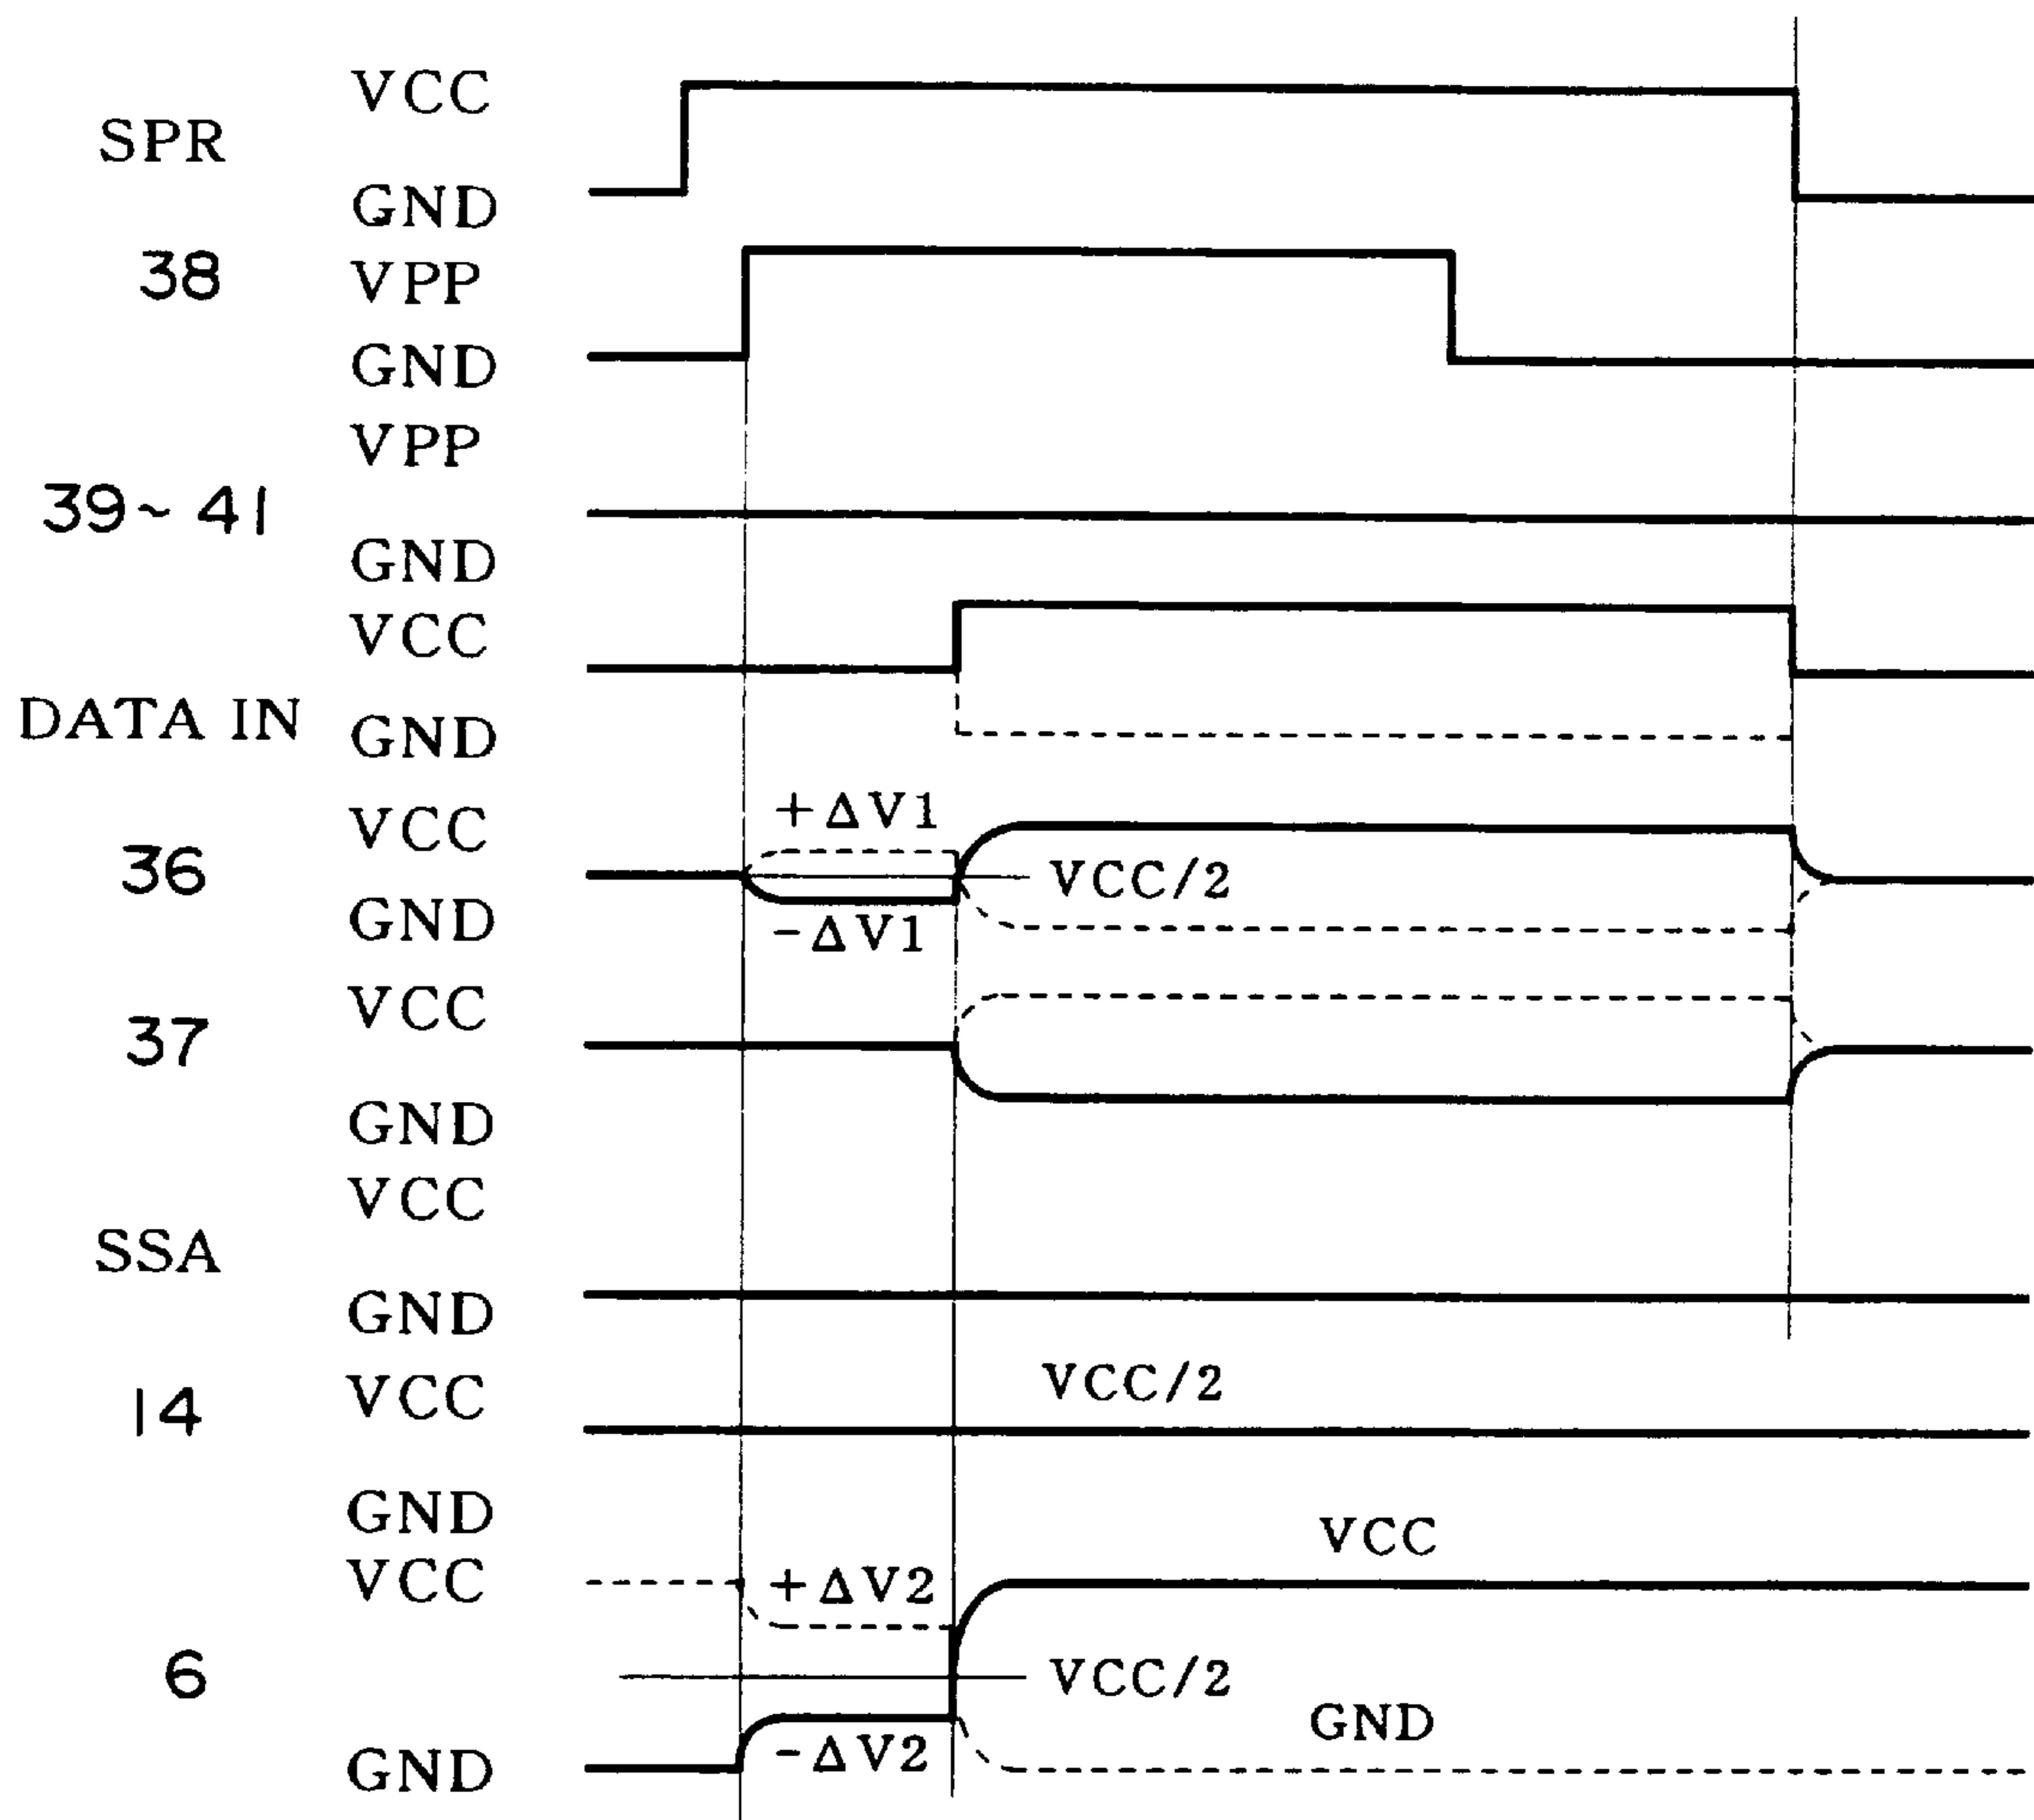 VCC
SPR
GND
38 VPP
GND
VPP
39~41
GND
VCC
DATA IN GND
VCC +ΔV1
36 VCC/2
GND -ΔV1
VCC
37
GND
VCC
SSA
GND
14 VCC VCC/2
GND VCC
VCC +ΔV2
6 VCC/2
GND
GND -ΔV2